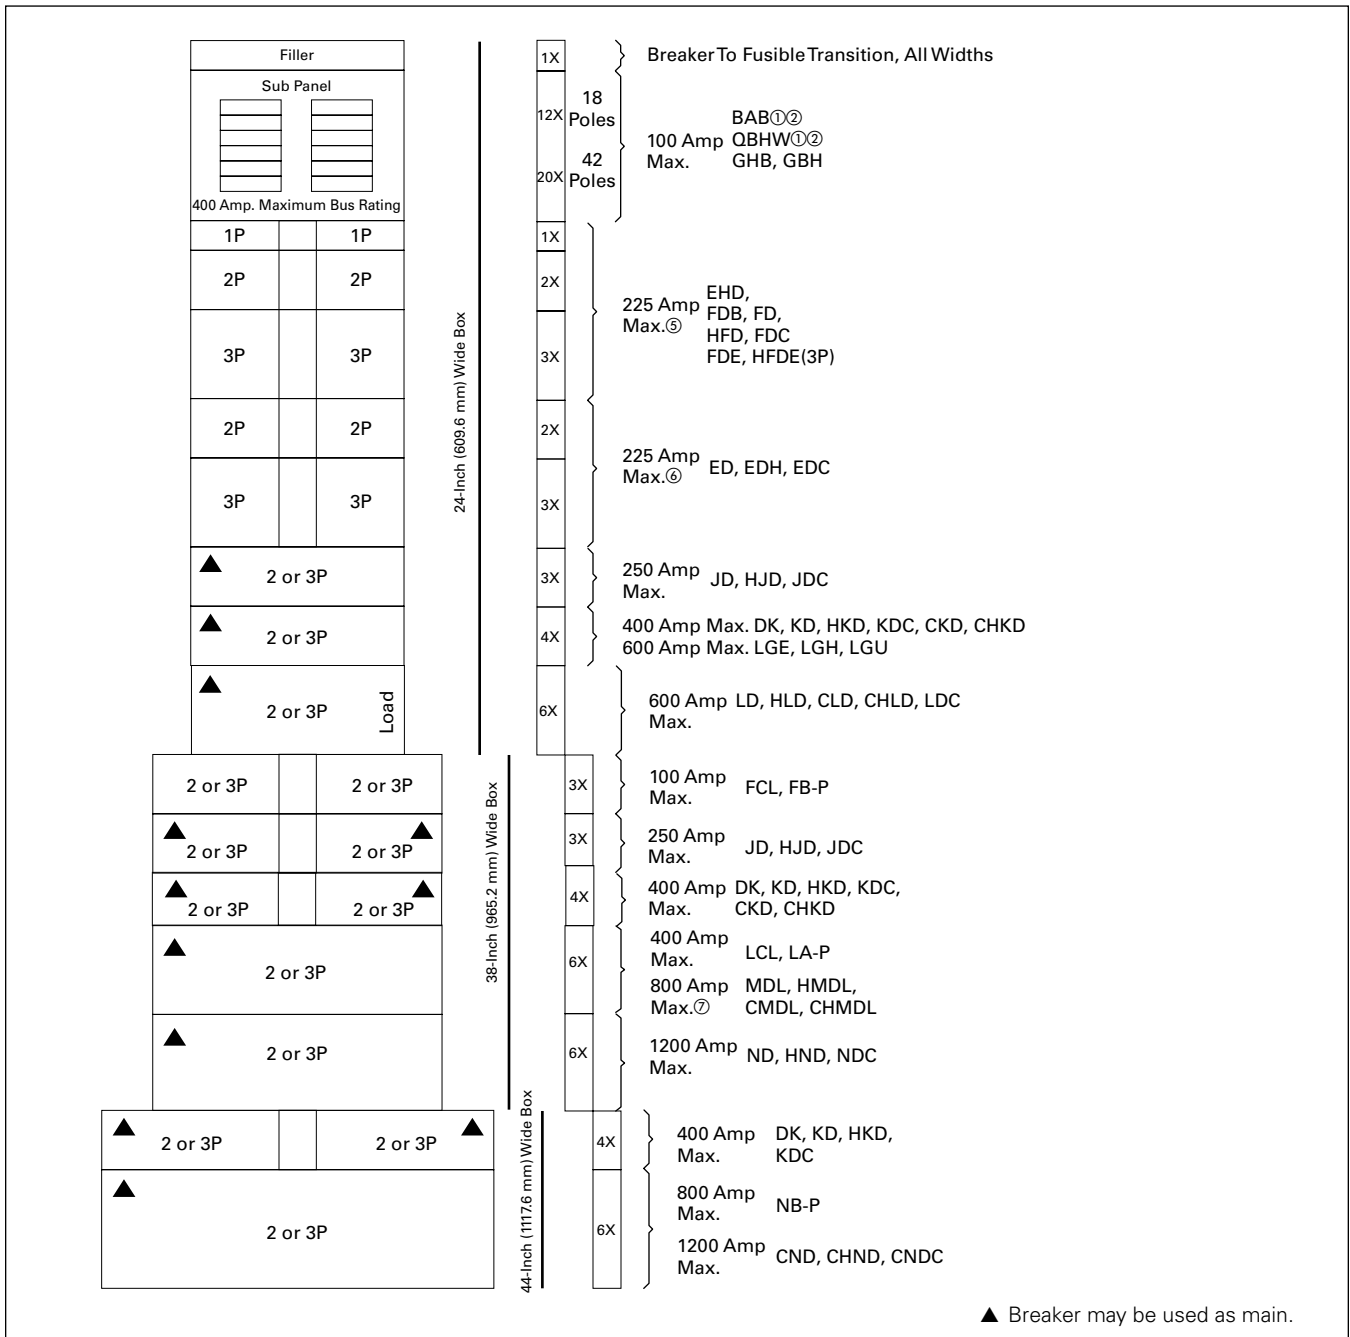 Filler
1X
Breaker To Fusible Transition, All Widths
Sub Panel
400 Amp. Maximum Bus Rating
12X
18 Poles
20X
42 Poles
100 Amp Max.
BAB①②
QBHW①②
GHB, GBH
1P 1P
1X
2P 2P
2X
3P 3P
3X
225 Amp Max.⑤
EHD,
FDB, FD,
HFD, FDC
FDE, HFDE(3P)
2P 2P
2X
3P 3P
3X
225 Amp Max.⑥
ED, EDH, EDC
24-Inch (609.6 mm) Wide Box
▲ 2 or 3P
3X
250 Amp Max.
JD, HJD, JDC
▲ 2 or 3P
4X
400 Amp Max. DK, KD, HKD, KDC, CKD, CHKD
600 Amp Max. LGE, LGH, LGU
▲ 2 or 3P Load
6X
600 Amp Max.
LD, HLD, CLD, CHLD, LDC
38-Inch (965.2 mm) Wide Box
2 or 3P 2 or 3P
3X
100 Amp Max.
FCL, FB-P
▲ 2 or 3P 2 or 3P ▲
3X
250 Amp Max.
JD, HJD, JDC
▲ 2 or 3P 2 or 3P ▲
4X
400 Amp Max.
DK, KD, HKD, KDC,
CKD, CHKD
▲ 2 or 3P
6X
400 Amp Max.
LCL, LA-P
800 Amp Max.⑦
MDL, HMDL,
CMDL, CHMDL
▲ 2 or 3P
6X
1200 Amp Max.
ND, HND, NDC
44-Inch (1117.6 mm) Wide Box
▲ 2 or 3P 2 or 3P ▲
4X
400 Amp Max.
DK, KD, HKD,
KDC
▲ 2 or 3P
6X
800 Amp Max.
NB-P
1200 Amp Max.
CND, CHND, CNDC
▲ Breaker may be used as main.